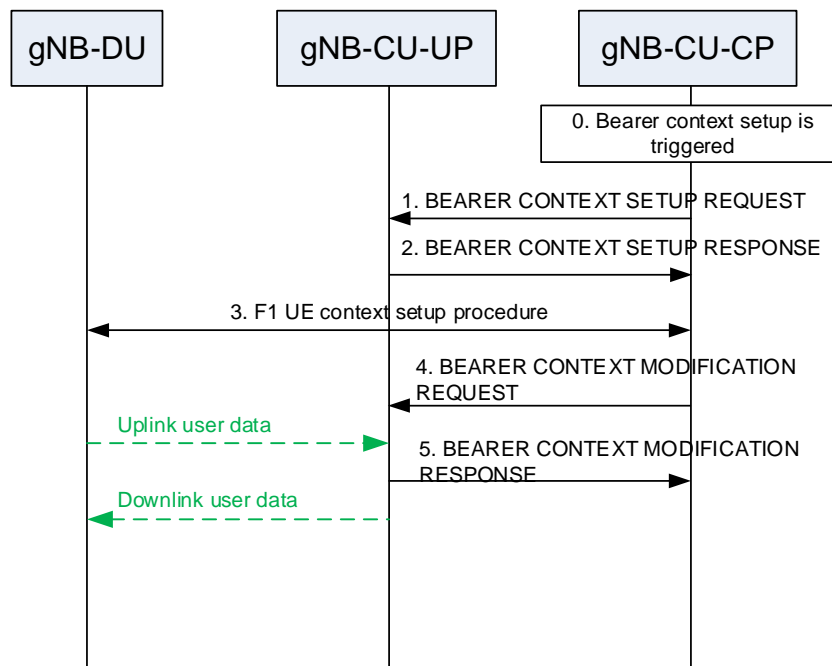 gNB-DU
gNB-CU-UP
gNB-CU-CP
0. Bearer context setup is
triggered
1. BEARER CONTEXT SETUP REQUEST
2. BEARER CONTEXT SETUP RESPONSE
3. F1 UE context setup procedure
4. BEARER CONTEXT MODIFICATION
REQUEST
Uplink user data
5. BEARER CONTEXT MODIFICATION
RESPONSE
Downlink user data